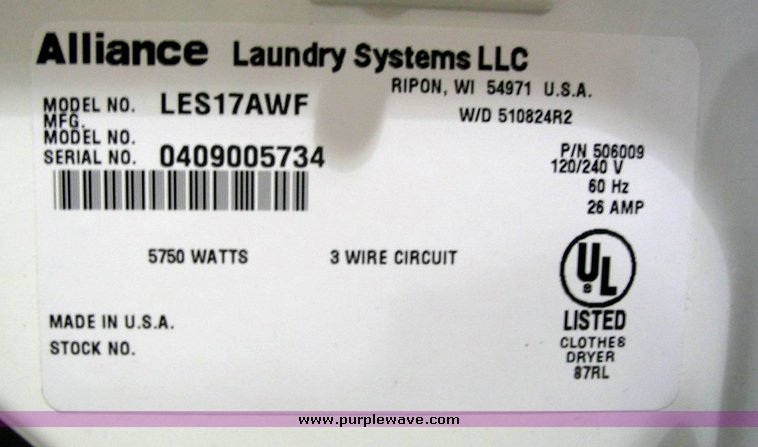 Alliance Laundry Systems LLC
RIPON, WI 54971 U.S.A.
MODEL NO. LES17AWF
W/D 510824R2
MFG.
MODEL NO.
SERIAL NO. 0409005734
P/N 506009
120/240 V
60 Hz
26 AMP
5750 WATTS 3 WIRE CIRCUIT
UL
®
LISTED
MADE IN U.S.A.
STOCK NO.
CLOTHES
DRYER
87RL
www.purplewave.com